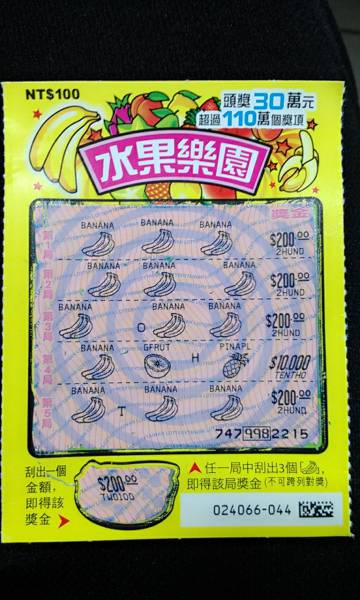 NT$100
頭獎30萬元
超過110萬個獎項
水果樂園
獎金
第1局 BANANA BANANA BANANA $200.00
2HUND
第2局 BANANA BANANA BANANA $200.00
2HUND
第3局 BANANA O BANANA BANANA $200.00
2HUND
第4局 BANANA GFRUT H PINAPL $10,000
TENTHO
第5局 BANANA T BANANA BANANA $200.00
2HUND
747 998 2215
刮出一個
金額,
即得該
獎金
$200.00
TWO100
任一局中刮出3個
即得該局獎金(不可跨列對獎)
024066-044